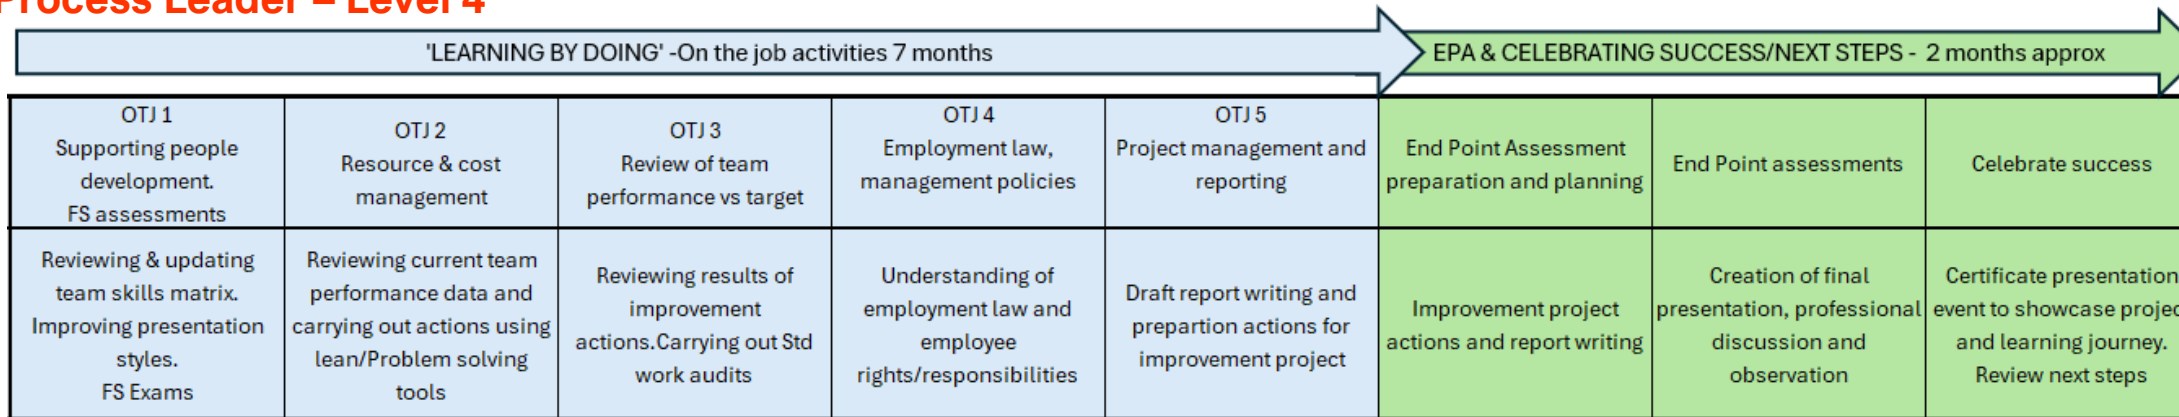 Process Leader – Level 4
'LEARNING BY DOING' -On the job activities 7 months
EPA & CELEBRATING SUCCESS/NEXT STEPS - 2 months approx
OTJ 1
Supporting people
development.
FS assessments
OTJ 2
Resource & cost
management
OTJ 3
Review of team
performance vs target
OTJ 4
Employment law,
management policies
OTJ 5
Project management and
reporting
End Point Assessment
preparation and planning
End Point assessments
Celebrate success
Reviewing & updating
team skills matrix.
Improving presentation
styles.
FS Exams
Reviewing current team
performance data and
carrying out actions using
lean/Problem solving
tools
Reviewing results of
improvement
actions.Carrying out Std
work audits
Understanding of
employment law and
employee
rights/responsibilities
Draft report writing and
prepartion actions for
improvement project
Improvement project
actions and report writing
Creation of final
presentation, professional
discussion and
observation
Certificate presentation
event to showcase projec
and learning journey.
Review next steps